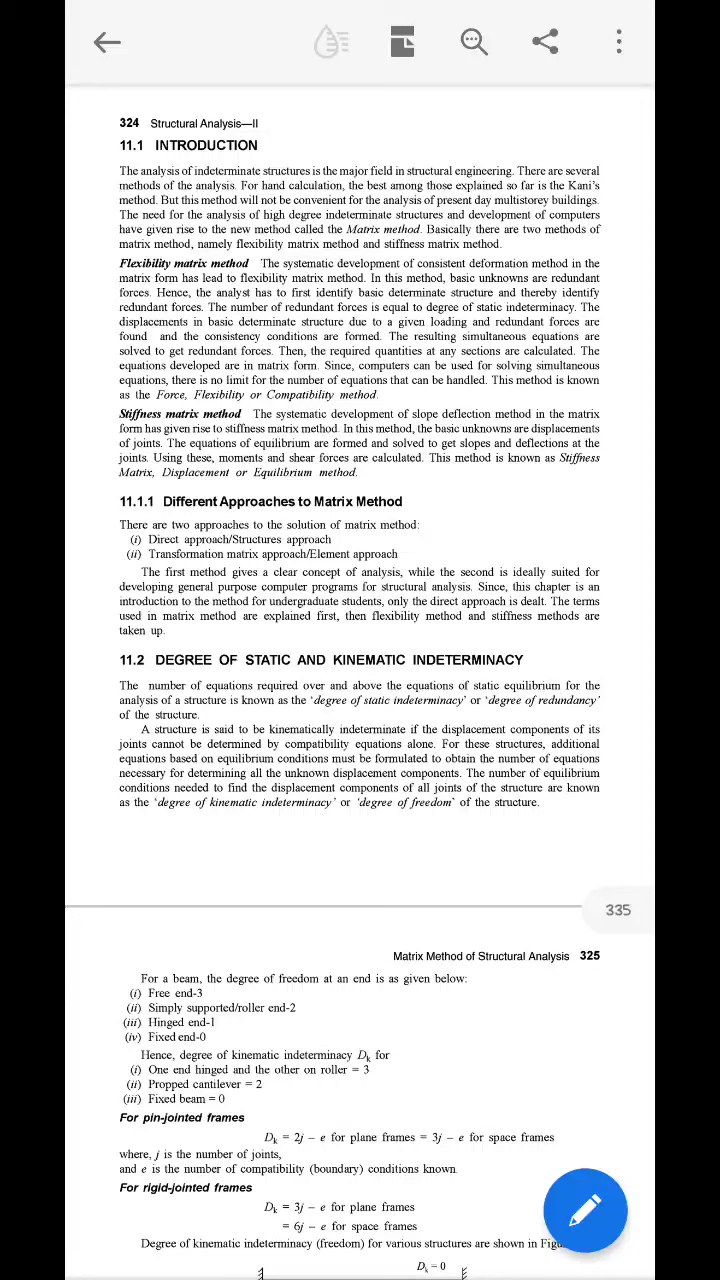 324 Structural Analysis—II
11.1 INTRODUCTION
The analysis of indeterminate structures is the major field in structural engineering. There are several
methods of the analysis. For hand calculation, the best among those explained so far is the Kani's
method. But this method will not be convenient for the analysis of present day multistorey buildings.
The need for the analysis of high degree indeterminate structures and development of computers
have given rise to the new method called the Matrix method. Basically there are two methods of
matrix method, namely flexibility matrix method and stiffness matrix method.
Flexibility matrix method The systematic development of consistent deformation method in the
matrix form has lead to flexibility matrix method. In this method, basic unknowns are redundant
forces. Hence, the analyst has to first identify basic determinate structure and thereby identify
redundant forces. The number of redundant forces is equal to degree of static indeterminacy. The
displacements in basic determinate structure due to a given loading and redundant forces are
found and the consistency conditions are formed. The resulting simultaneous equations are
solved to get redundant forces. Then, the required quantities at any sections are calculated. The
equations developed are in matrix form. Since, computers can be used for solving simultaneous
equations, there is no limit for the number of equations that can be handled. This method is known
as the Force, Flexibility or Compatibility method.
Stiffness matrix method The systematic development of slope deflection method in the matrix
form has given rise to stiffness matrix method. In this method, the basic unknowns are displacements
of joints. The equations of equilibrium are formed and solved to get slopes and deflections at the
joints. Using these, moments and shear forces are calculated. This method is known as Stiffness
Matrix, Displacement or Equilibrium method.
11.1.1 Different Approaches to Matrix Method
There are two approaches to the solution of matrix method:
(i) Direct approach/Structures approach
(ii) Transformation matrix approach/Element approach
The first method gives a clear concept of analysis, while the second is ideally suited for
developing general purpose computer programs for structural analysis. Since, this chapter is an
introduction to the method for undergraduate students, only the direct approach is dealt. The terms
used in matrix method are explained first, then flexibility method and stiffness methods are
taken up.
11.2 DEGREE OF STATIC AND KINEMATIC INDETERMINACY
The number of equations required over and above the equations of static equilibrium for the
analysis of a structure is known as the 'degree of static indeterminacy' or 'degree of redundancy'
of the structure.
A structure is said to be kinematically indeterminate if the displacement components of its
joints cannot be determined by compatibility equations alone. For these structures, additional
equations based on equilibrium conditions must be formulated to obtain the number of equations
necessary for determining all the unknown displacement components. The number of equilibrium
conditions needed to find the displacement components of all joints of the structure are known
as the 'degree of kinematic indeterminacy' or 'degree of freedom' of the structure.
335
Matrix Method of Structural Analysis 325
For a beam, the degree of freedom at an end is as given below:
(i) Free end-3
(ii) Simply supported/roller end-2
(iii) Hinged end-1
(iv) Fixed end-0
Hence, degree of kinematic indeterminacy Dk for
(i) One end hinged and the other on roller = 3
(ii) Propped cantilever = 2
(iii) Fixed beam = 0
For pin-jointed frames
Dk = 2j – e for plane frames = 3j – e for space frames
where, j is the number of joints,
and e is the number of compatibility (boundary) conditions known.
For rigid-jointed frames
Dk = 3j – e for plane frames
= 6j – e for space frames
Degree of kinematic indeterminacy (freedom) for various structures are shown in
Dk = 0